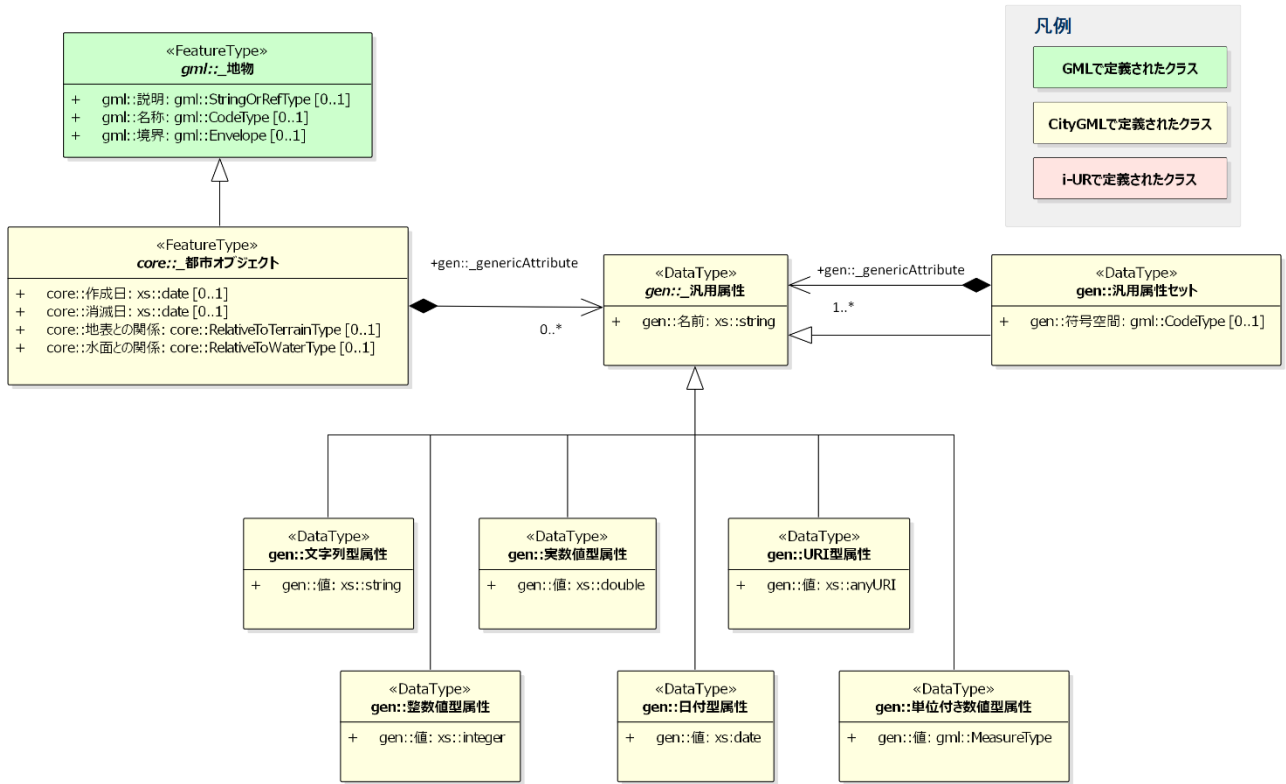 «FeatureType»
gml::_地物
+ gml::説明: gml::StringOrRefType [0..1]
+ gml::名称: gml::CodeType [0..1]
+ gml::境界: gml::Envelope [0..1]
凡例
GMLで定義されたクラス
CityGMLで定義されたクラス
i-URで定義されたクラス
«FeatureType»
core::_都市オブジェクト
+ core::作成日: xs::date [0..1]
+ core::消滅日: xs::date [0..1]
+ core::地表との関係: core::RelativeToTerrainType [0..1]
+ core::水面との関係: core::RelativeToWaterType [0..1]
+gen::_genericAttribute
0..*
«DataType»
gen::_汎用属性
+ gen::名前: xs::string
+gen::_genericAttribute
1..*
«DataType»
gen::汎用属性セット
+ gen::符号空間: gml::CodeType [0..1]
«DataType»
gen::文字列型属性
+ gen::値: xs::string
«DataType»
gen::実数値型属性
+ gen::値: xs::double
«DataType»
gen::URI型属性
+ gen::値: xs::anyURI
«DataType»
gen::整数値型属性
+ gen::値: xs::integer
«DataType»
gen::日付型属性
+ gen::値: xs:date
«DataType»
gen::単位付き数値型属性
+ gen::値: gml::MeasureType